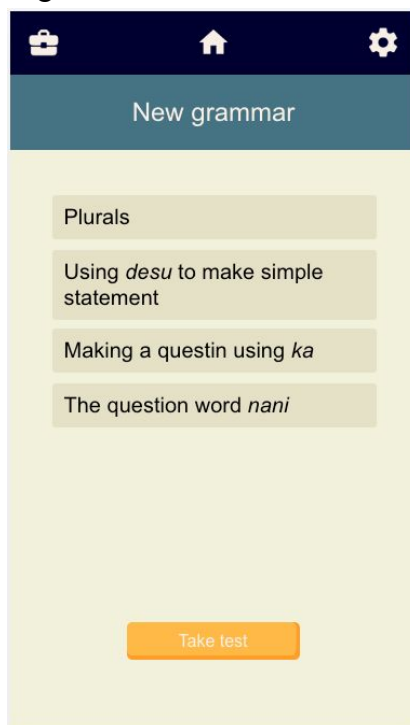 New grammar
Plurals
Using desu to make simple
statement
Making a questin using ka
The question word nani
Take test